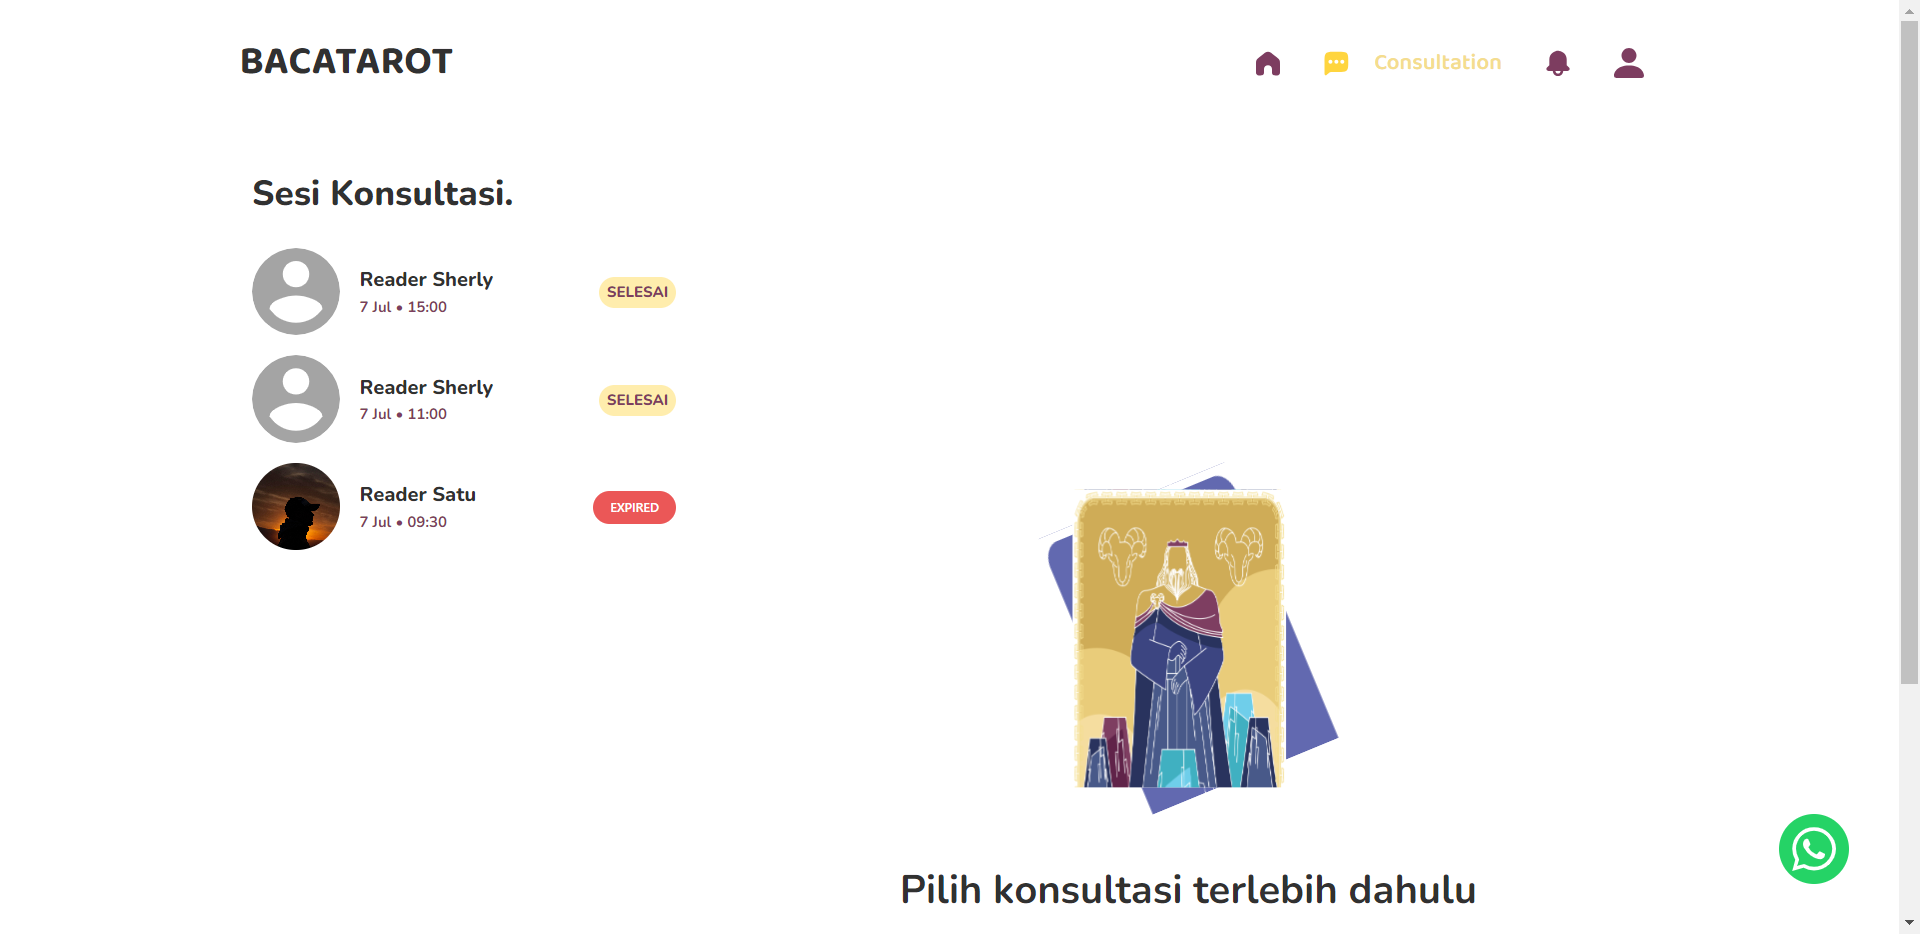 BACATAROT
Consultation
Sesi Konsultasi.
Reader Sherly
7 Jul • 15:00
SELESAI
Reader Sherly
7 Jul • 11:00
SELESAI
Reader Satu
7 Jul • 09:30
EXPIRED
Pilih konsultasi terlebih dahulu